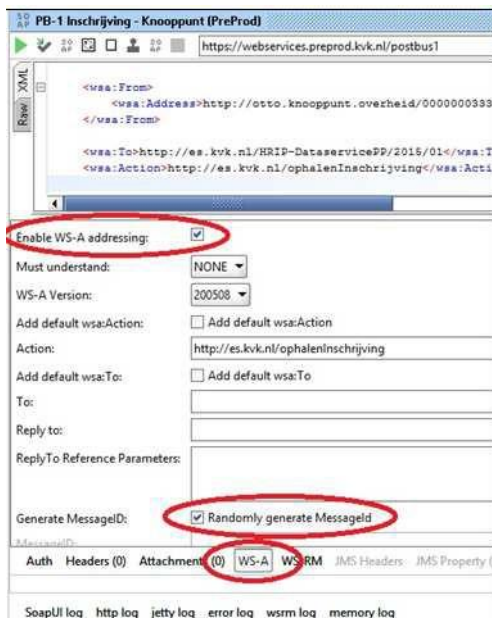 PB-1 Inschrijving - Knooppunt (PreProd)
https://webservices.preprod.kvk.nl/postbus1
XML
Raw
<wsa:From>
<wsa:Address>http://otto.knooppunt.overheid/0000000333
</wsa:From>
<wsa:To>http://es.kvk.nl/HRIP-DataservicePP/2015/01</wsa:T
<wsa:Action>http://es.kvk.nl/ophalenInschrijving</wsa:Acti
Enable WS-A addressing:
Must understand: NONE
WS-A Version: 200508
Add default wsa:Action: Add default wsa:Action
Action: http://es.kvk.nl/ophalenInschrijving
Add default wsa:To: Add default wsa:To
To:
Reply to:
ReplyTo Reference Parameters:
Generate MessageID: Randomly generate MessageId
MessageID:
Auth Headers (0) Attachment (0) WS-A WS-RM JMS Headers JMS Property (
SoapUI log http log jetty log error log wsrm log memory log